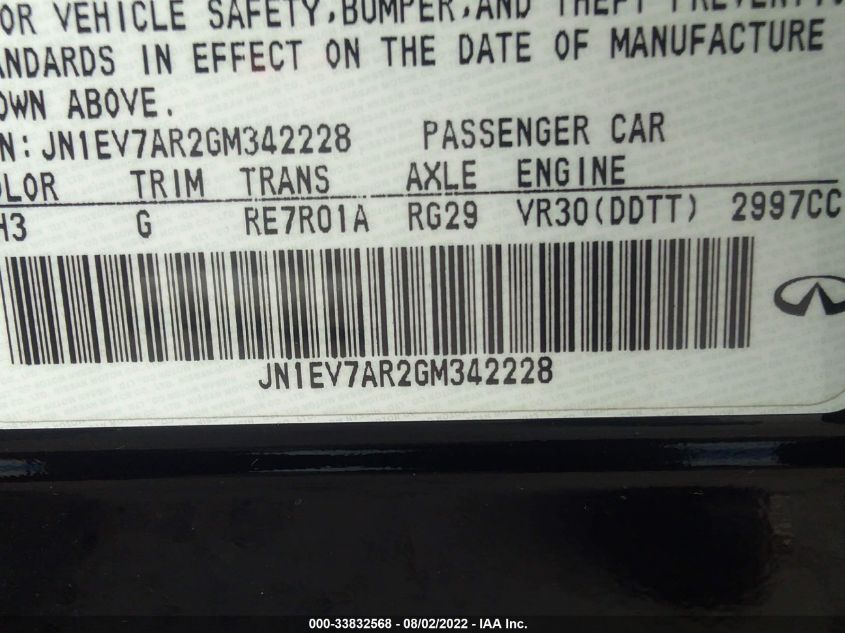 OR VEHICLE SAFETY,BUMPER,AND THEFT PREVENTIO
ANDARDS IN EFFECT ON THE DATE OF MANUFACTURE
OWN ABOVE.
N: JN1EV7AR2GM342228 PASSENGER CAR
OLOR TRIM TRANS AXLE ENGINE
H3 G RE7R01A RG29 VR30(DDTT) 2997CC
JN1EV7AR2GM342228
000-33832568 - 08/02/2022 - IAA Inc.